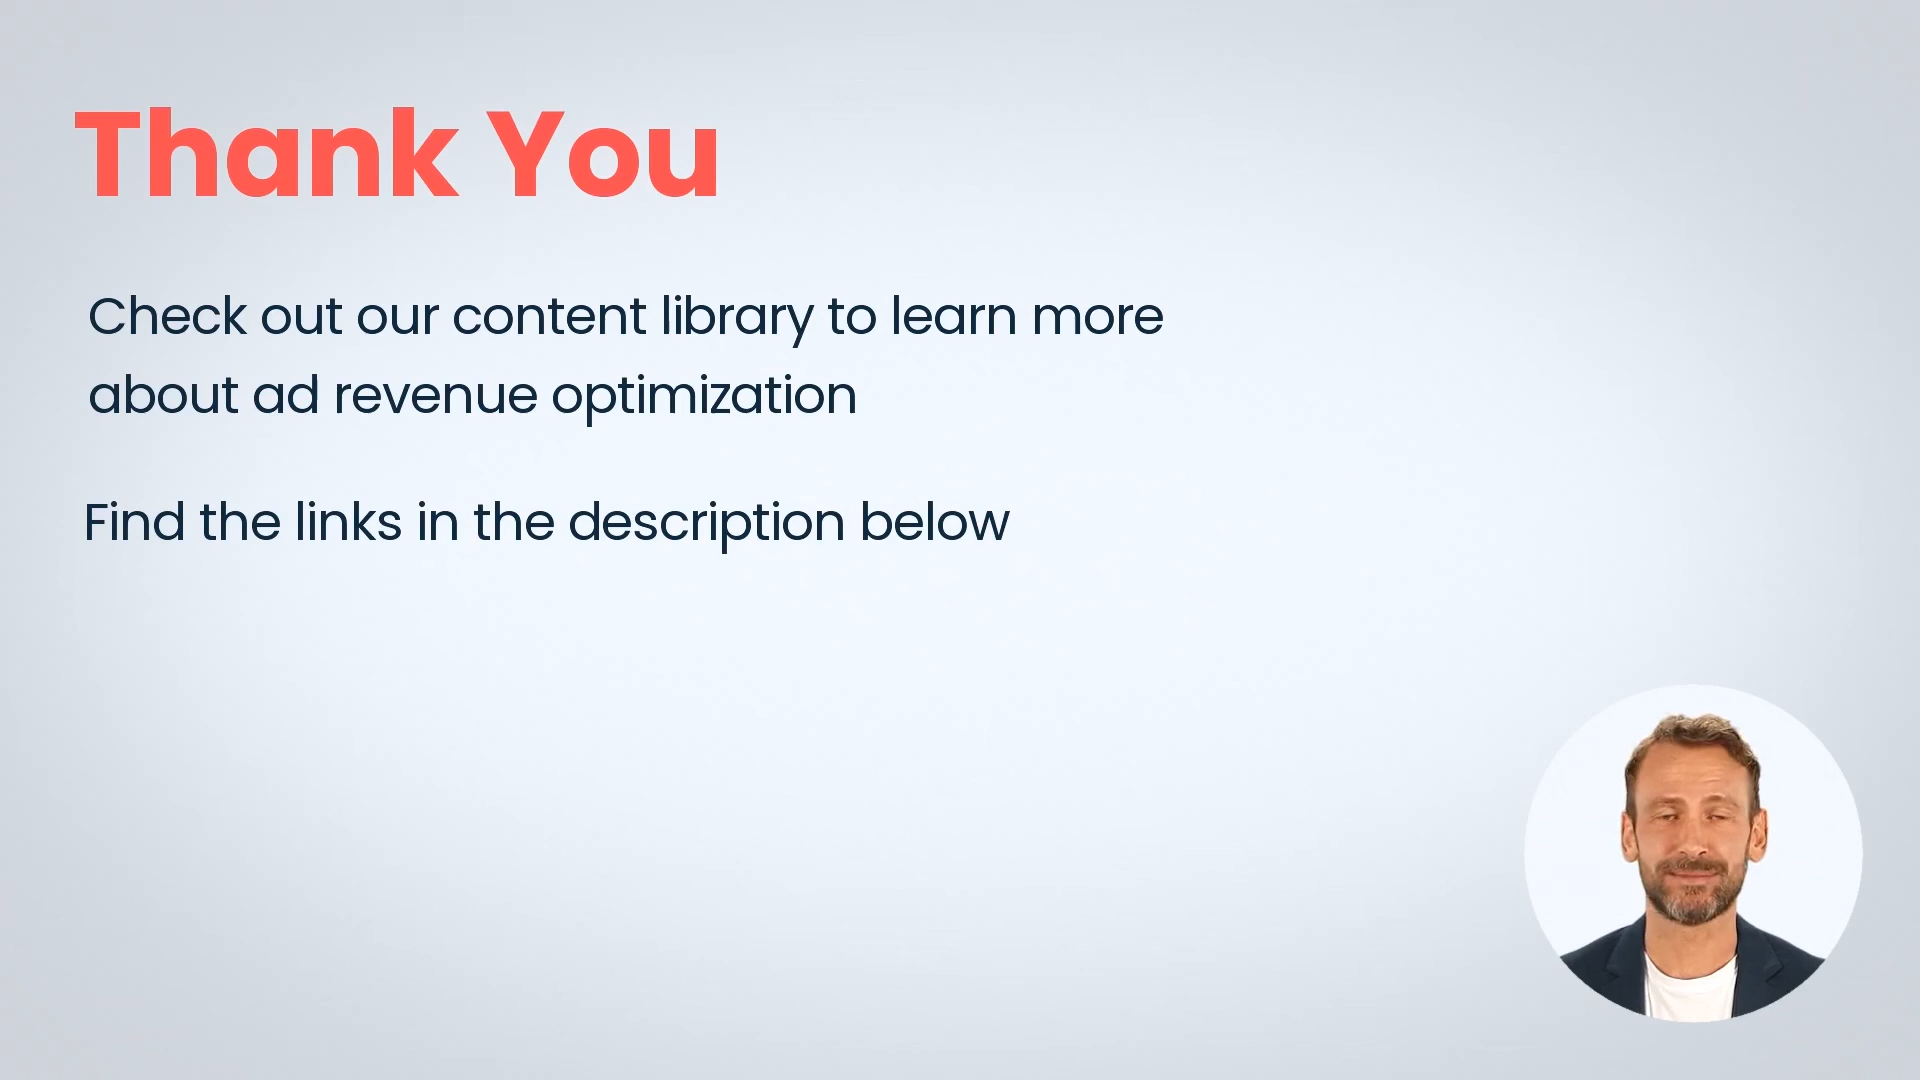 Thank You
Check out our content library to learn more
about ad revenue optimization
Find the links in the description below